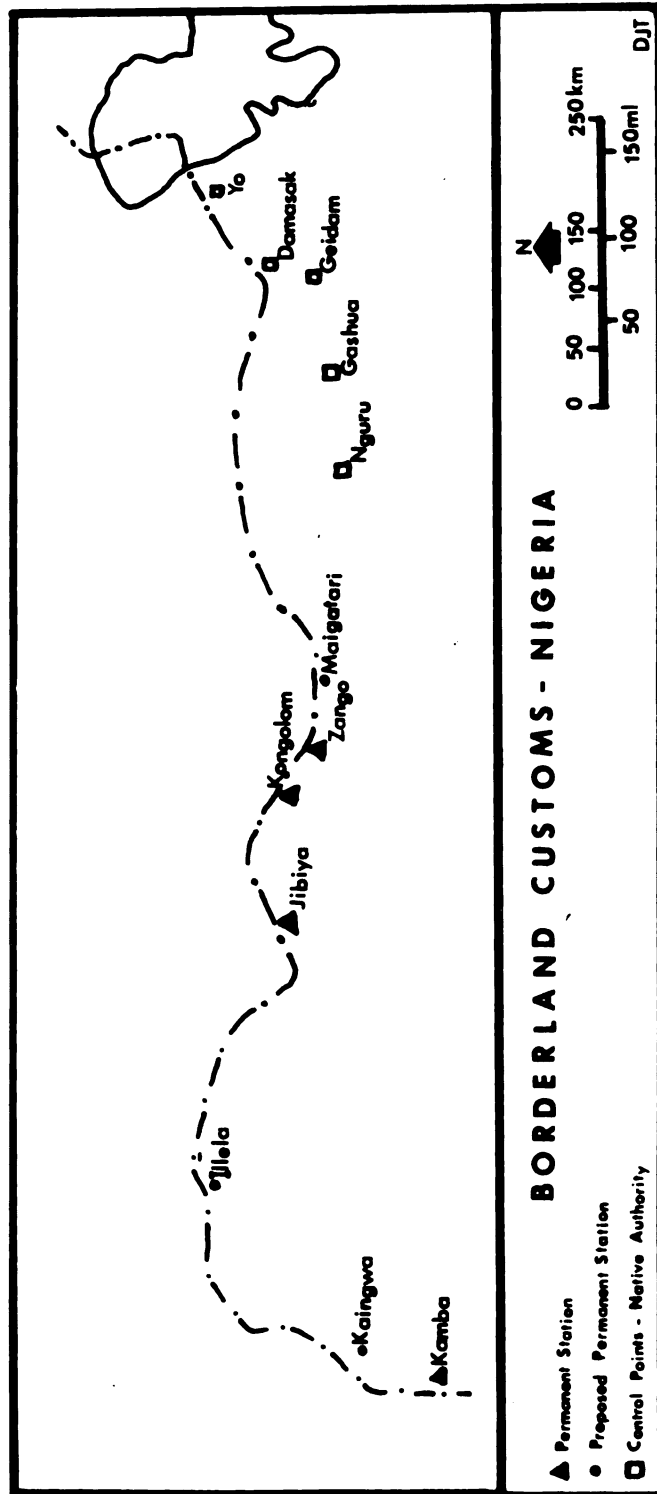 Yo
Damasak
Geidam
Gashua
Nguru
Maigatari
Zango
Kongolom
Jibiya
Illela
Kaingwa
Kamba
BORDERLAND CUSTOMS - NIGERIA
Permanent Station
Proposed Permanent Station
Control Points - Native Authority
N
0 50 100 150 250km
50 100 150ml
DJT